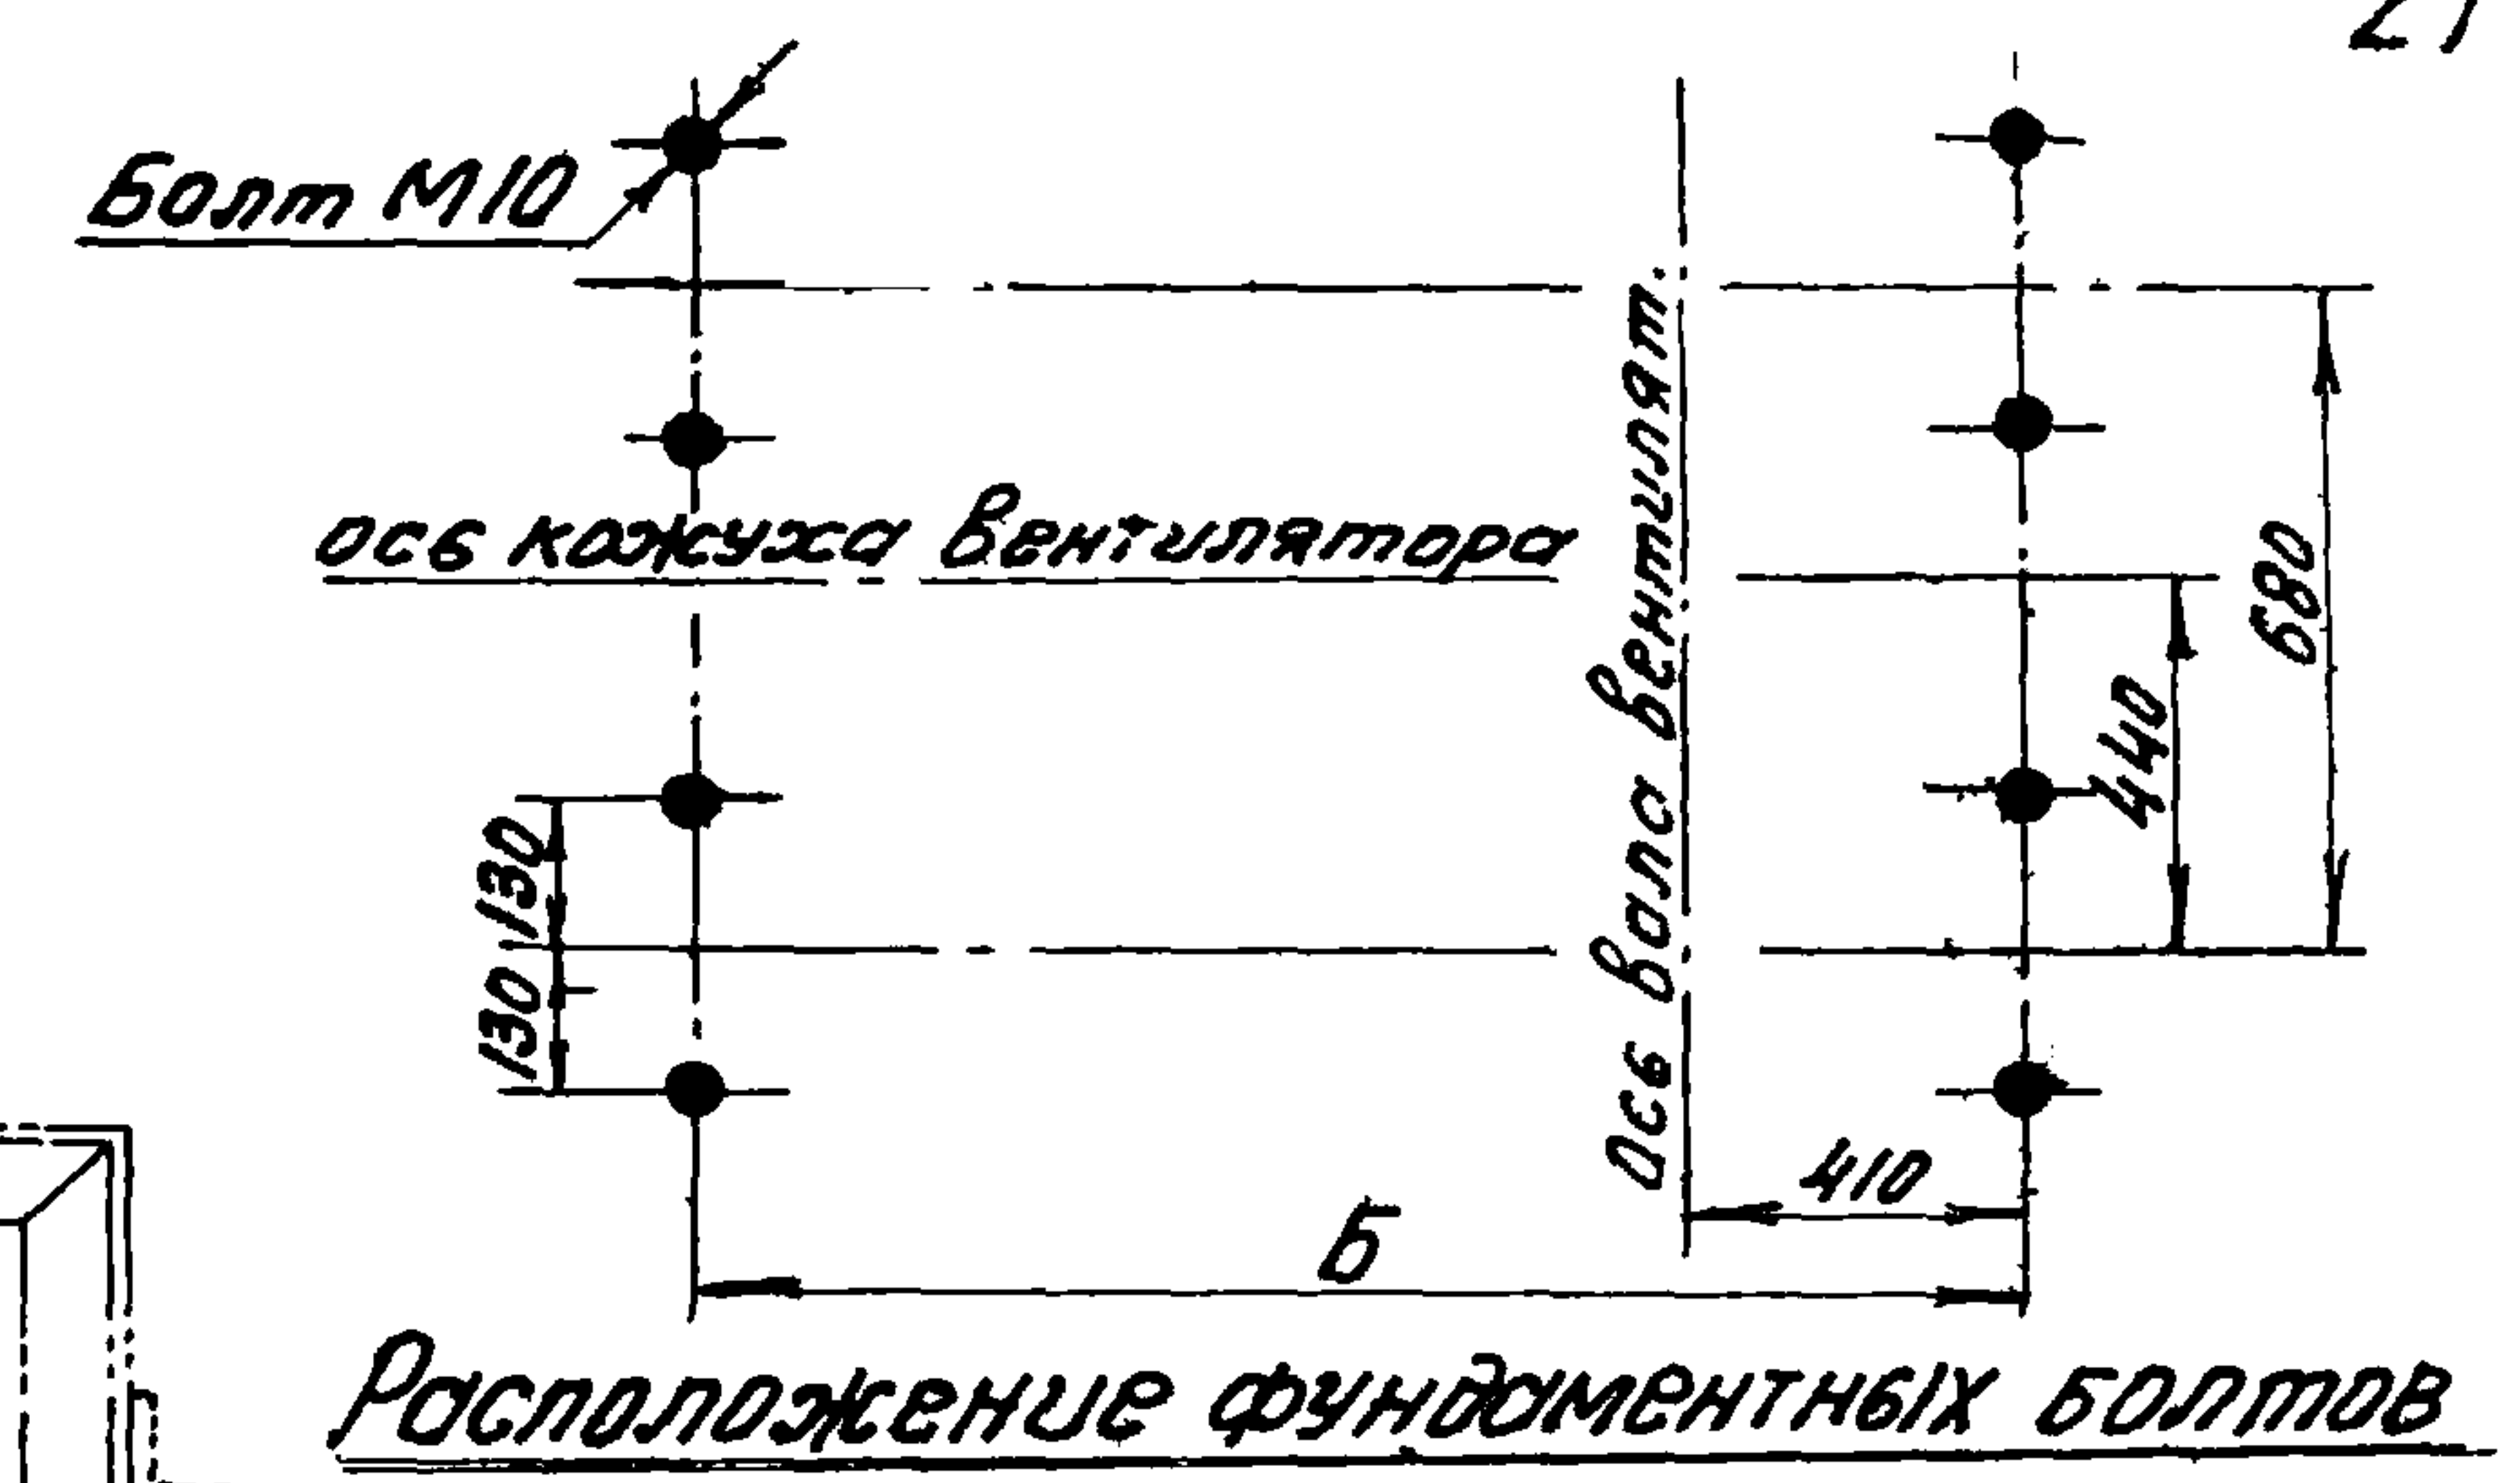 Болт М10
ось кожуха вентилятора
Ось вала вентилят.
680
440
130 130
410
Б
Расположение фундаментных болтов